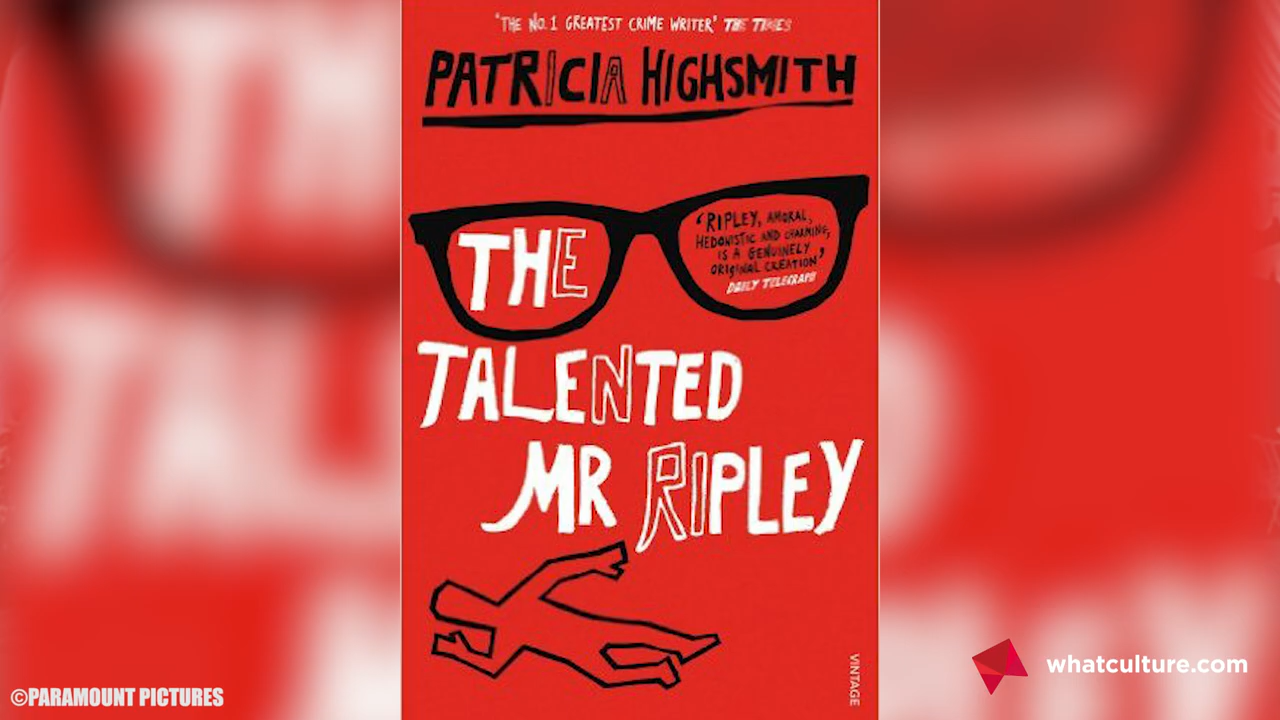 'THE NO.1 GREATEST CRIME WRITER' THE TIMES
PATRICIA HIGHSMITH
THE
'RIPLEY, AMORAL,
HEDONISTIC AND CHARMING,
IS A GENUINELY
ORIGINAL CREATION'
DAILY TELEGRAPH
TALENTED
MR RIPLEY
VINTAGE
©PARAMOUNT PICTURES
whatculture.com